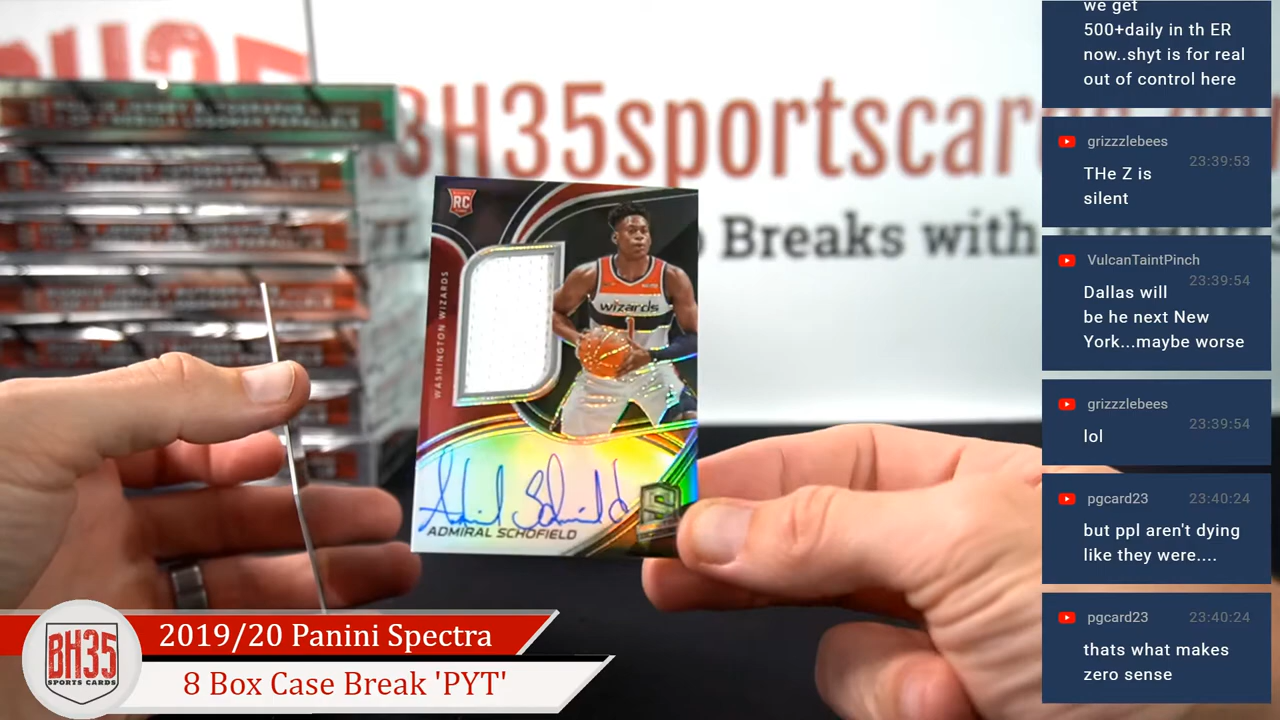 BH35sportscar
Breaks with
RC
WASHINGTON WIZARDS
wizards
1
Admiral Schofield
ADMIRAL SCHOFIELD
S
BH35
SPORTS CARDS
2019/20 Panini Spectra
8 Box Case Break 'PYT'
we get
500+daily in th ER
now..shyt is for real
out of control here
grizzzlebees
23:39:53
THe Z is
silent
VulcanTaintPinch
23:39:54
Dallas will
be he next New
York...maybe worse
grizzzlebees
23:39:54
lol
pgcard23
23:40:24
but ppl aren't dying
like they were....
pgcard23
23:40:24
thats what makes
zero sense